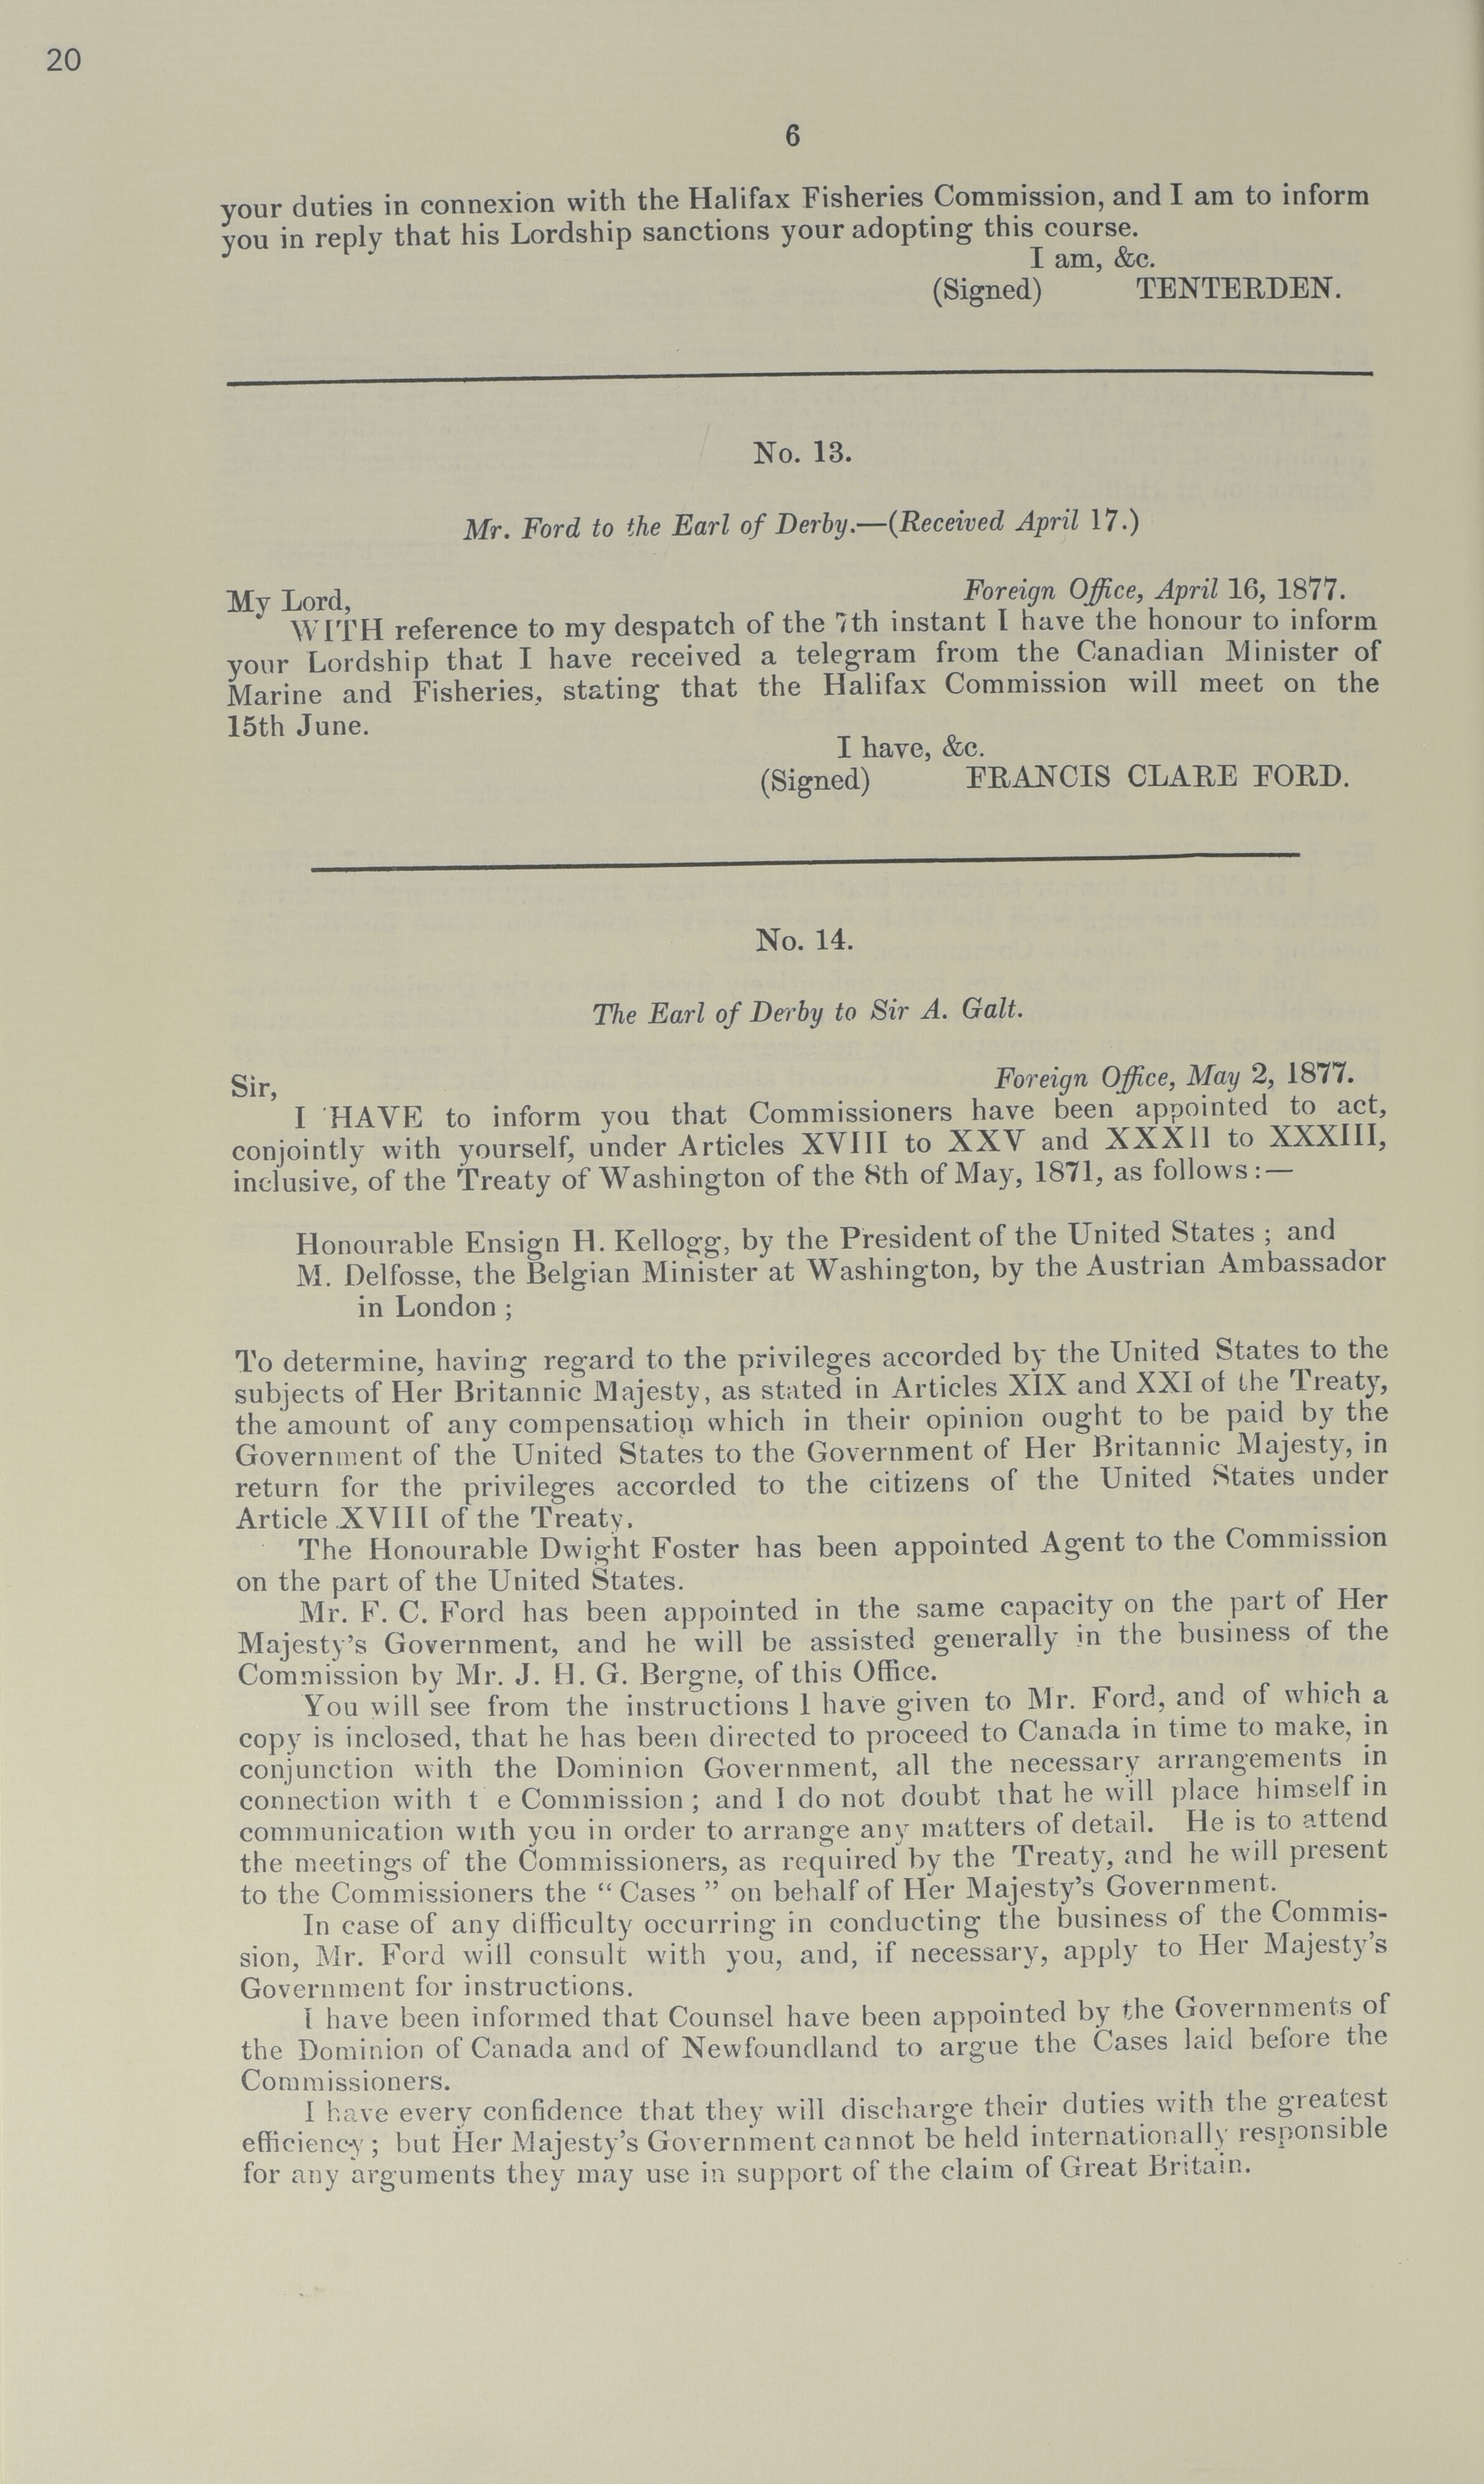 20
6
your duties in connexion with the Halifax Fisheries Commission, and I am to inform
you in reply that his Lordship sanctions your adopting this course.
I am, &c.
(Signed) TENTERDEN.
No. 13.
Mr. Ford to the Earl of Derby.—(Received April 17.)
My Lord, Foreign Office, April 16, 1877.
WITH reference to my despatch of the 7th instant I have the honour to inform
your Lordship that I have received a telegram from the Canadian Minister of
Marine and Fisheries, stating that the Halifax Commission will meet on the
15th June.
I have, &c.
(Signed) FRANCIS CLARE FORD.
No. 14.
The Earl of Derby to Sir A. Galt.
Sir, Foreign Office, May 2, 1877.
I HAVE to inform you that Commissioners have been appointed to act,
conjointly with yourself, under Articles XVIII to XXV and XXXII to XXXIII,
inclusive, of the Treaty of Washington of the 8th of May, 1871, as follows:—
Honourable Ensign H. Kellogg, by the President of the United States; and
M. Delfosse, the Belgian Minister at Washington, by the Austrian Ambassador
in London;
To determine, having regard to the privileges accorded by the United States to the
subjects of Her Britannic Majesty, as stated in Articles XIX and XXI of the Treaty,
the amount of any compensation which in their opinion ought to be paid by the
Government of the United States to the Government of Her Britannic Majesty, in
return for the privileges accorded to the citizens of the United States under
Article XVIII of the Treaty.
The Honourable Dwight Foster has been appointed Agent to the Commission
on the part of the United States.
Mr. F. C. Ford has been appointed in the same capacity on the part of Her
Majesty's Government, and he will be assisted generally in the business of the
Commission by Mr. J. H. G. Bergne, of this Office.
You will see from the instructions I have given to Mr. Ford, and of which a
copy is inclosed, that he has been directed to proceed to Canada in time to make, in
conjunction with the Dominion Government, all the necessary arrangements in
connection with t e Commission; and I do not doubt that he will place himself in
communication with you in order to arrange any matters of detail. He is to attend
the meetings of the Commissioners, as required by the Treaty, and he will present
to the Commissioners the "Cases" on behalf of Her Majesty's Government.
In case of any difficulty occurring in conducting the business of the Commis-
sion, Mr. Ford will consult with you, and, if necessary, apply to Her Majesty's
Government for instructions.
I have been informed that Counsel have been appointed by the Governments of
the Dominion of Canada and of Newfoundland to argue the Cases laid before the
Commissioners.
I have every confidence that they will discharge their duties with the greatest
efficiency; but Her Majesty's Government cannot be held internationally responsible
for any arguments they may use in support of the claim of Great Britain.